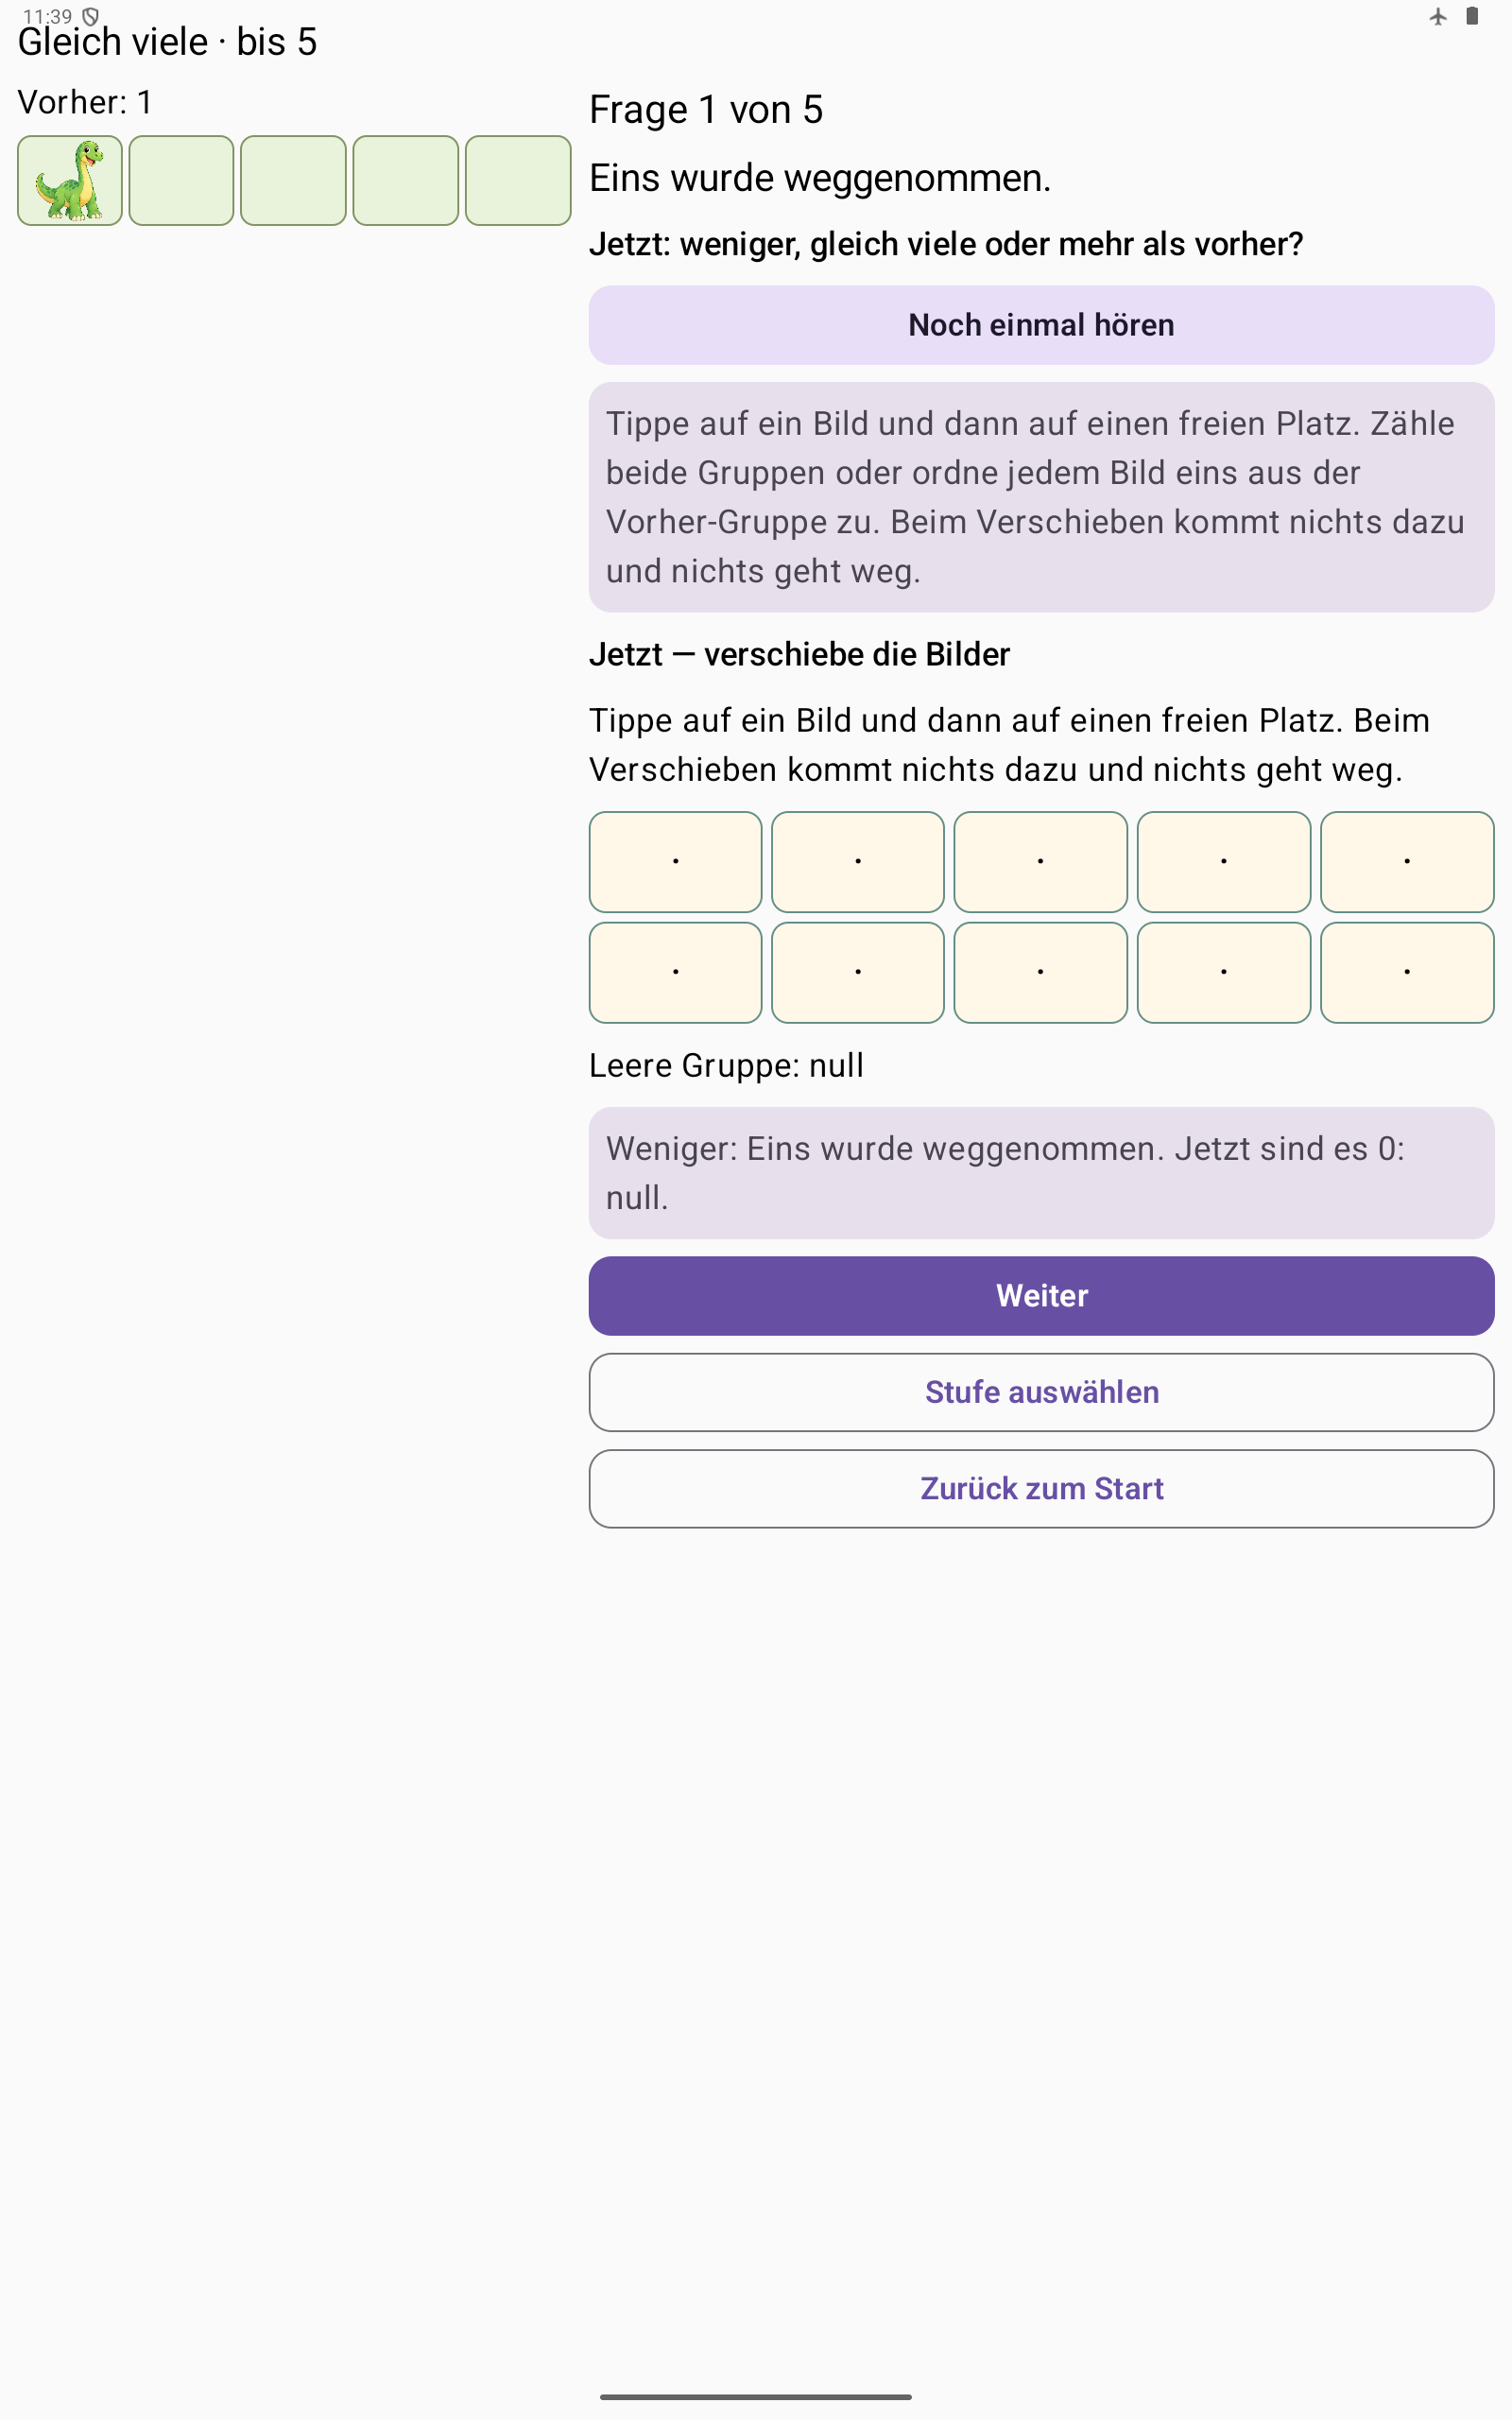 11:39
Gleich viele · bis 5
Vorher: 1
Frage 1 von 5
Eins wurde weggenommen.
Jetzt: weniger, gleich viele oder mehr als vorher?
Noch einmal hören
Tippe auf ein Bild und dann auf einen freien Platz. Zähle
beide Gruppen oder ordne jedem Bild eins aus der
Vorher-Gruppe zu. Beim Verschieben kommt nichts dazu
und nichts geht weg.
Jetzt — verschiebe die Bilder
Tippe auf ein Bild und dann auf einen freien Platz. Beim
Verschieben kommt nichts dazu und nichts geht weg.
· · · · ·
· · · · ·
Leere Gruppe: null
Weniger: Eins wurde weggenommen. Jetzt sind es 0:
null.
Weiter
Stufe auswählen
Zurück zum Start